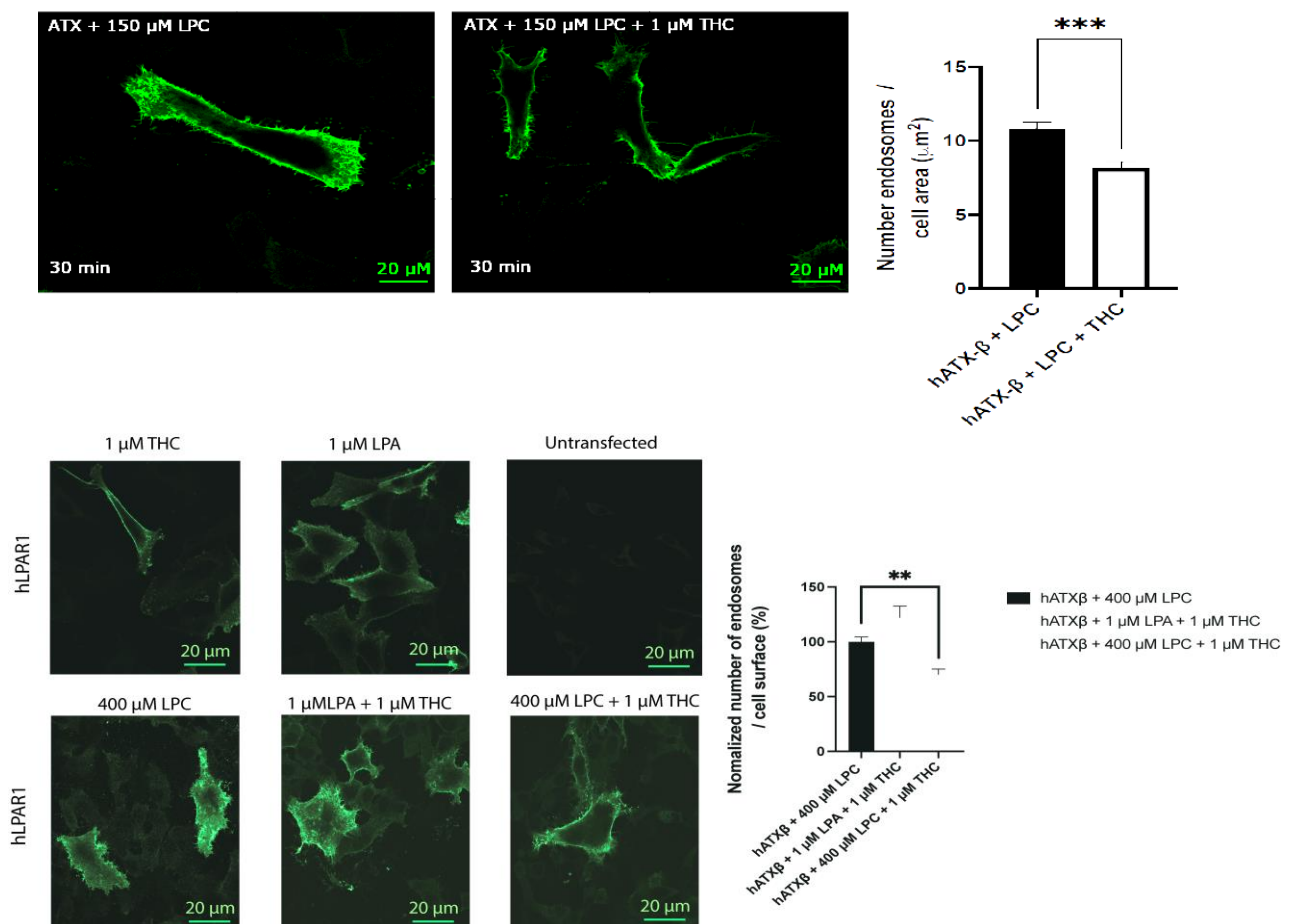 ATX + 150 µM LPC
30 min
20 µM
ATX + 150 µM LPC + 1 µM THC
30 min
20 µM
***
Number endosomes /
cell area (µm²)
15
10
5
0
hATX-β + LPC
hATX-β + LPC + THC
1 µM THC
1 µM LPA
Untransfected
hLPAR1
20 µm
20 µm
20 µm
400 µM LPC
1 µMLPA + 1 µM THC
400 µM LPC + 1 µM THC
hLPAR1
20 µm
20 µm
20 µm
Nomalized number of endosomes
/ cell surface (%)
**
150
100
50
0
hATXβ + 400 µM LPC
hATXβ + 1 µM LPA + 1 µM THC
hATXβ + 400 µM LPC + 1 µM THC
hATXβ + 400 µM LPC
hATXβ + 1 µM LPA + 1 µM THC
hATXβ + 400 µM LPC + 1 µM THC